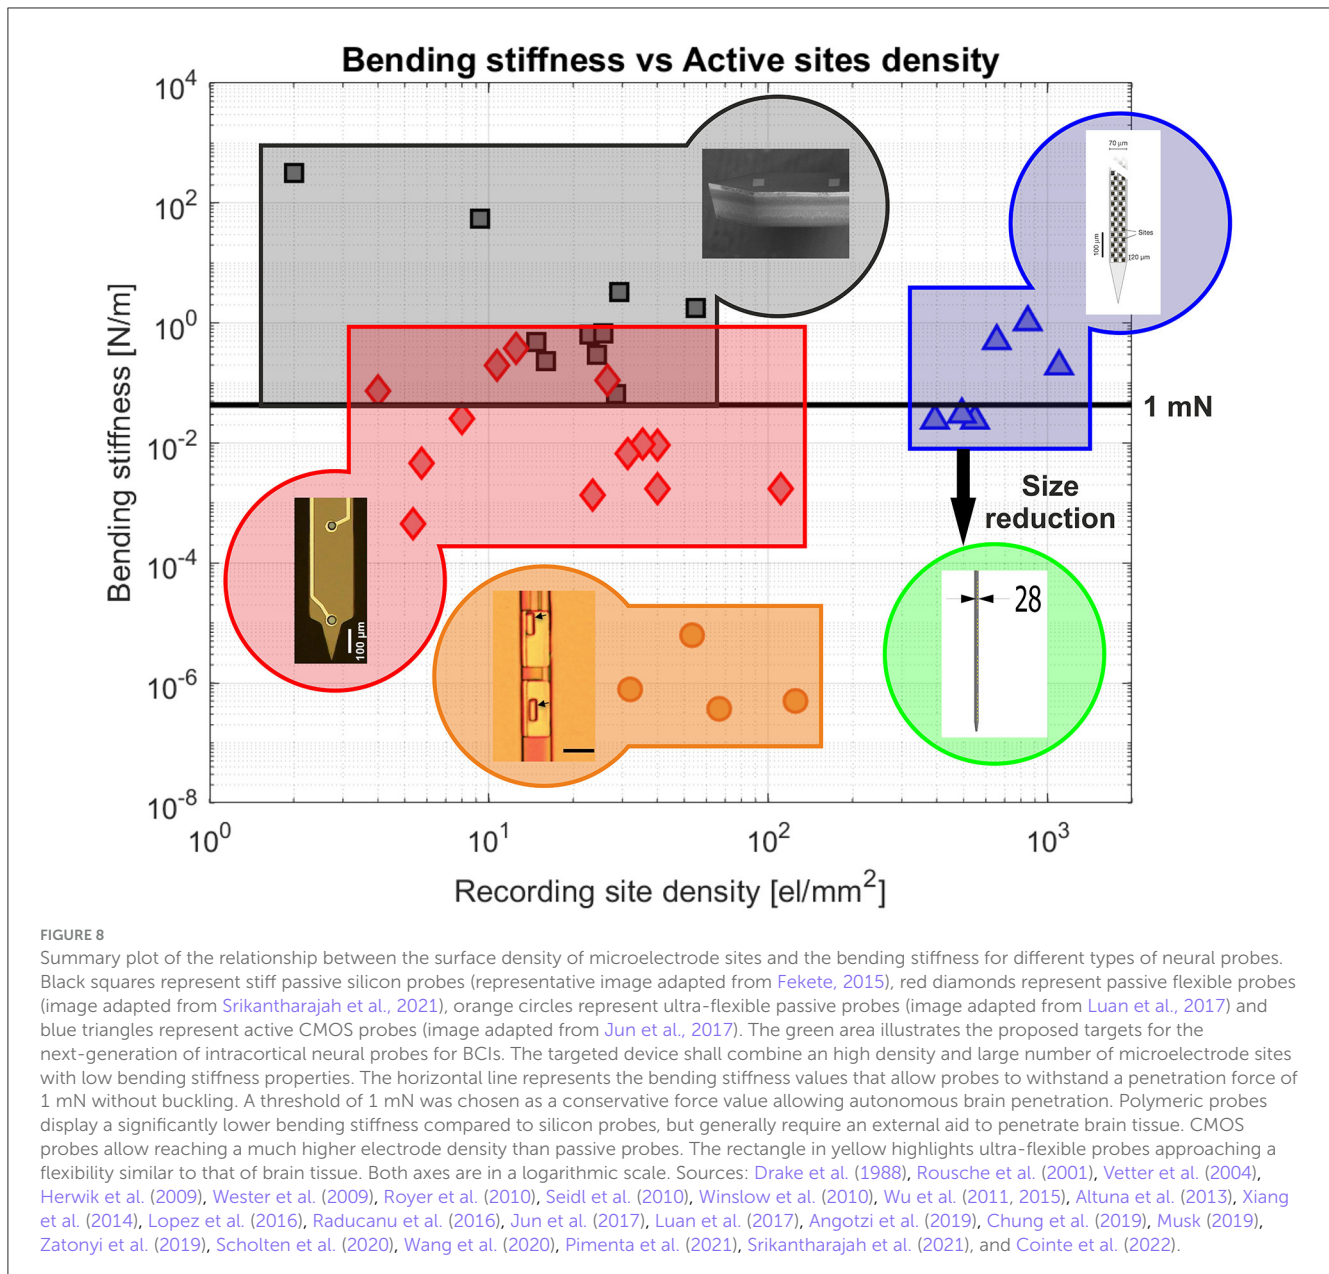 Bending stiffness vs Active sites density
10^4
10^2
10^0
10^-2
10^-4
10^-6
10^-8
Bending stiffness [N/m]
70 µm
100 µm
Sites
20 µm
1 mN
Size
reduction
100 µm
28
10^0
10^1
10^2
10^3
Recording site density [el/mm^2]
FIGURE 8
Summary plot of the relationship between the surface density of microelectrode sites and the bending stiffness for different types of neural probes.
Black squares represent stiff passive silicon probes (representative image adapted from Fekete, 2015), red diamonds represent passive flexible probes
(image adapted from Srikantharajah et al., 2021), orange circles represent ultra-flexible passive probes (image adapted from Luan et al., 2017) and
blue triangles represent active CMOS probes (image adapted from Jun et al., 2017). The green area illustrates the proposed targets for the
next-generation of intracortical neural probes for BCIs. The targeted device shall combine an high density and large number of microelectrode sites
with low bending stiffness properties. The horizontal line represents the bending stiffness values that allow probes to withstand a penetration force of
1 mN without buckling. A threshold of 1 mN was chosen as a conservative force value allowing autonomous brain penetration. Polymeric probes
display a significantly lower bending stiffness compared to silicon probes, but generally require an external aid to penetrate brain tissue. CMOS
probes allow reaching a much higher electrode density than passive probes. The rectangle in yellow highlights ultra-flexible probes approaching a
flexibility similar to that of brain tissue. Both axes are in a logarithmic scale. Sources: Drake et al. (1988), Rousche et al. (2001), Vetter et al. (2004),
Herwik et al. (2009), Wester et al. (2009), Royer et al. (2010), Seidl et al. (2010), Winslow et al. (2010), Wu et al. (2011, 2015), Altuna et al. (2013), Xiang
et al. (2014), Lopez et al. (2016), Raducanu et al. (2016), Jun et al. (2017), Luan et al. (2017), Angotzi et al. (2019), Chung et al. (2019), Musk (2019),
Zatonyi et al. (2019), Scholten et al. (2020), Wang et al. (2020), Pimenta et al. (2021), Srikantharajah et al. (2021), and Cointe et al. (2022).